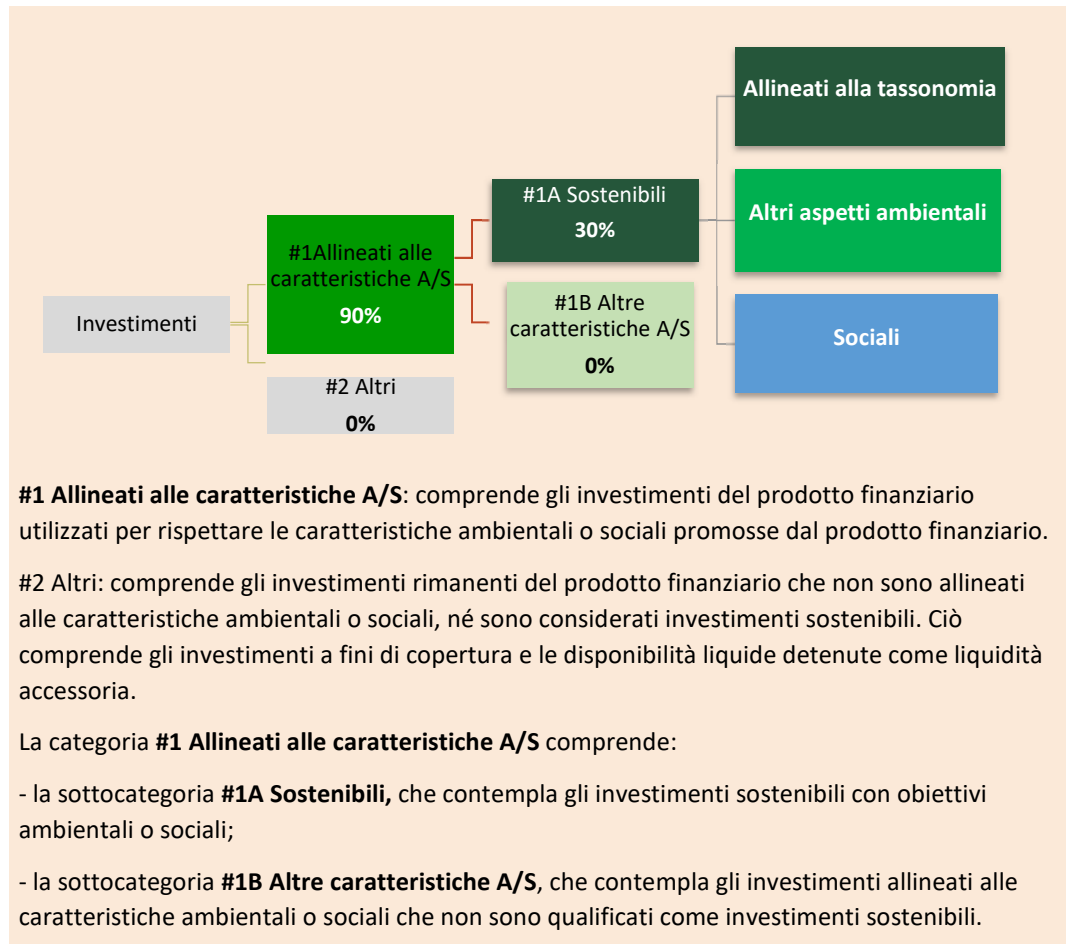 Allineati alla tassonomia
#1A Sostenibili
30%
Altri aspetti ambientali
#1Allineati alle
caratteristiche A/S
90%
Investimenti
#1B Altre
caratteristiche A/S
0%
Sociali
#2 Altri
0%
#1 Allineati alle caratteristiche A/S: comprende gli investimenti del prodotto finanziario
utilizzati per rispettare le caratteristiche ambientali o sociali promosse dal prodotto finanziario.
#2 Altri: comprende gli investimenti rimanenti del prodotto finanziario che non sono allineati
alle caratteristiche ambientali o sociali, né sono considerati investimenti sostenibili. Ciò
comprende gli investimenti a fini di copertura e le disponibilità liquide detenute come liquidità
accessoria.
La categoria #1 Allineati alle caratteristiche A/S comprende:
- la sottocategoria #1A Sostenibili, che contempla gli investimenti sostenibili con obiettivi
ambientali o sociali;
- la sottocategoria #1B Altre caratteristiche A/S, che contempla gli investimenti allineati alle
caratteristiche ambientali o sociali che non sono qualificati come investimenti sostenibili.